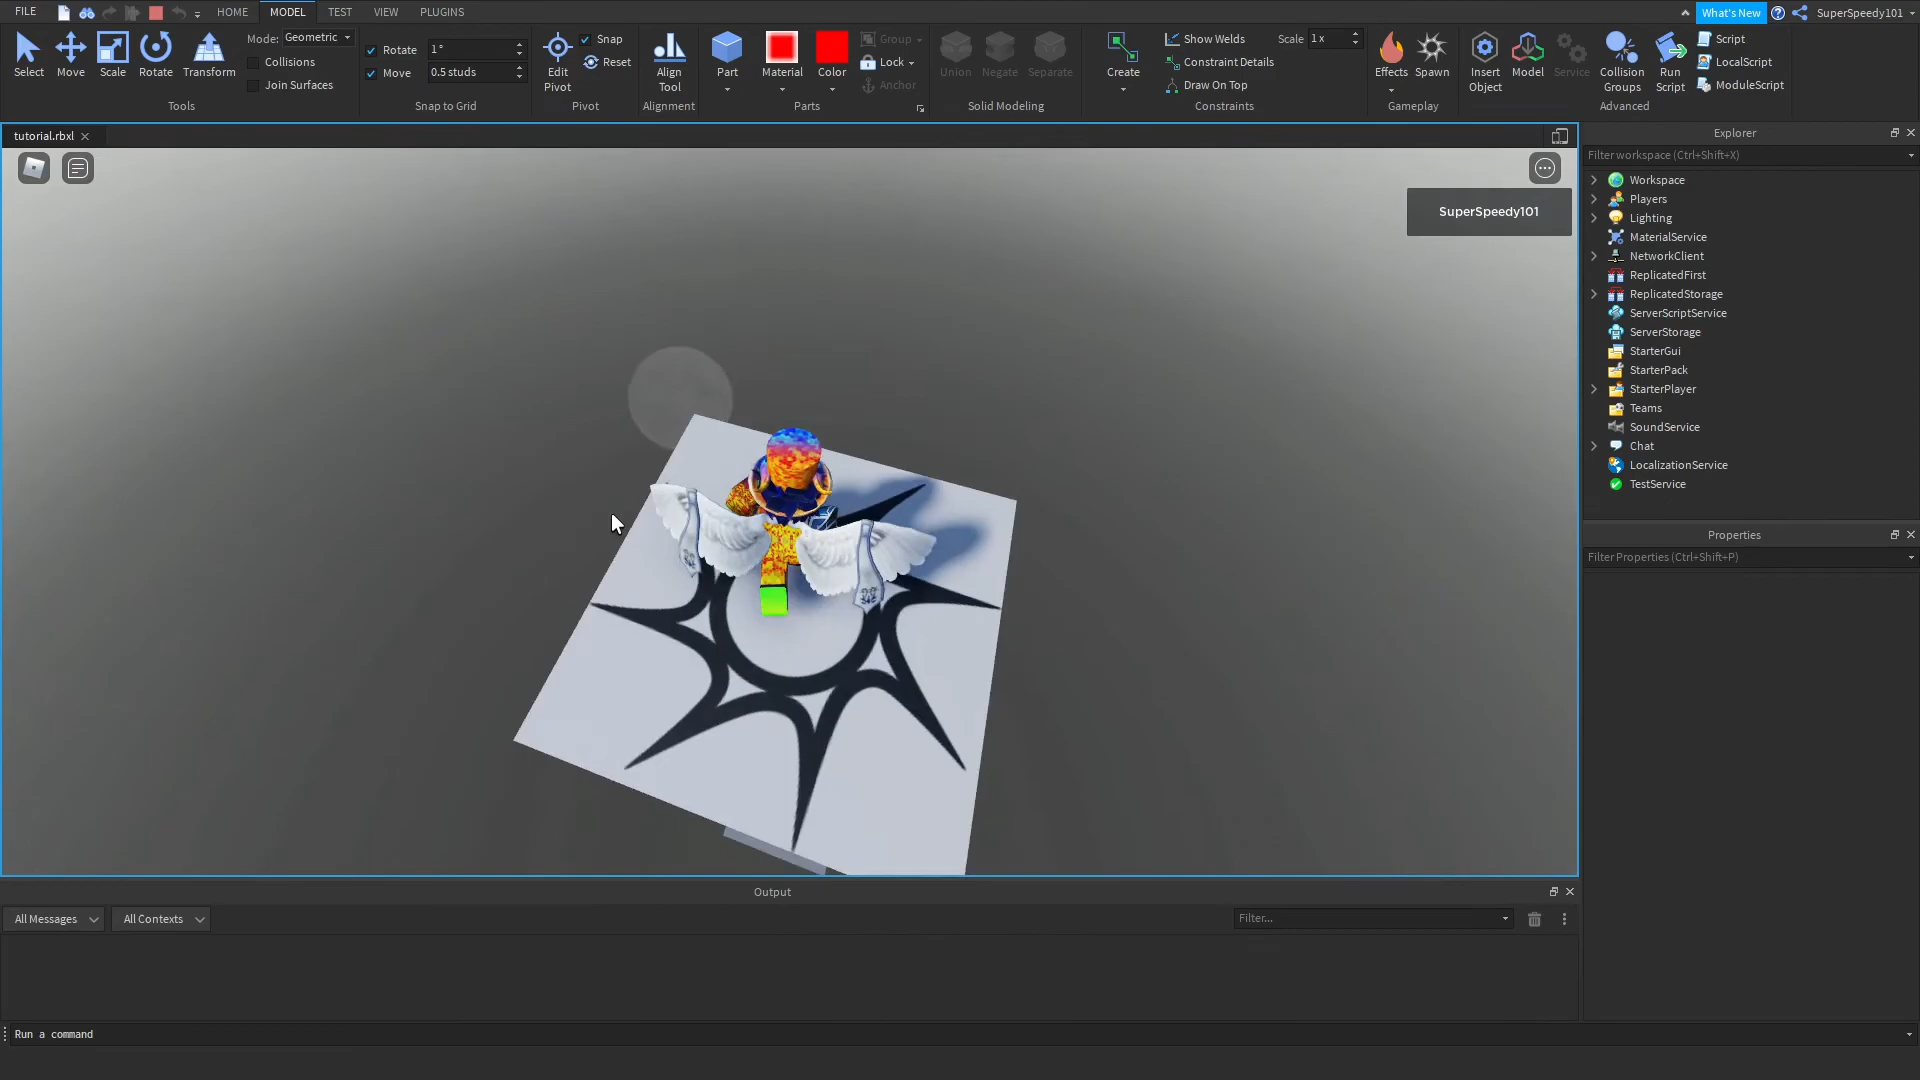 FILE
HOME
MODEL
TEST
VIEW
PLUGINS
What's New
SuperSpeedy101
Select
Move
Scale
Rotate
Transform
Mode: Geometric
Collisions
Join Surfaces
Tools
Rotate 1°
Move 0.5 studs
Snap to Grid
Edit
Pivot
Snap
Reset
Pivot
Align
Tool
Alignment
Part
Material
Color
Group
Lock
Anchor
Parts
Union
Negate
Separate
Solid Modeling
Create
Show Welds
Scale 1 x
Constraint Details
Draw On Top
Constraints
Effects
Spawn
Gameplay
Insert
Object
Model
Service
Collision
Groups
Run
Script
Script
LocalScript
ModuleScript
Advanced
tutorial.rbxl
SuperSpeedy101
Explorer
Filter workspace (Ctrl+Shift+X)
Workspace
Players
Lighting
MaterialService
NetworkClient
ReplicatedFirst
ReplicatedStorage
ServerScriptService
ServerStorage
StarterGui
StarterPack
StarterPlayer
Teams
SoundService
Chat
LocalizationService
TestService
Properties
Filter Properties (Ctrl+Shift+P)
Output
All Messages
All Contexts
Filter...
Run a command